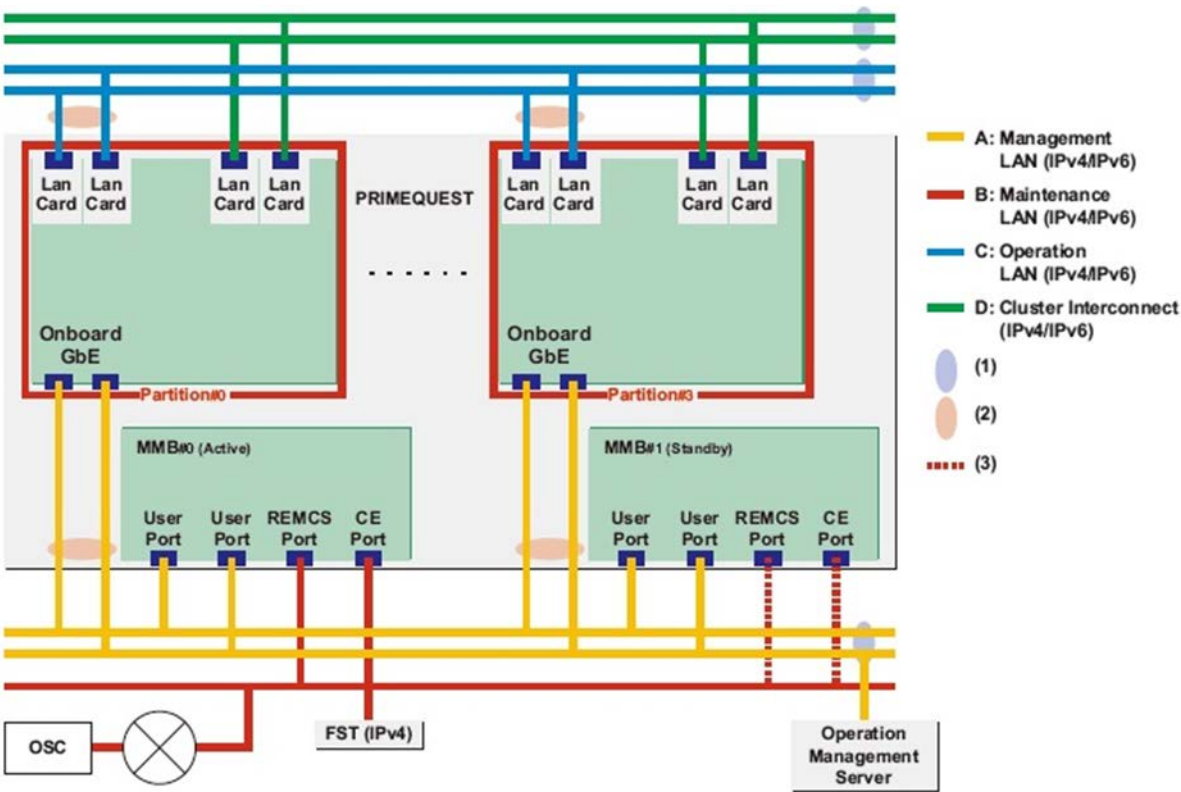 Lan Card
Lan Card
Lan Card
Lan Card
PRIMEQUEST
. . . . . .
Lan Card
Lan Card
Lan Card
Lan Card
Onboard
GbE
Partition#0
Onboard
GbE
Partition#3
MMB#0 (Active)
User Port
User Port
REMCS Port
CE Port
MMB#1 (Standby)
User Port
User Port
REMCS Port
CE Port
OSC
FST (IPv4)
Operation
Management
Server
A: Management
LAN (IPv4/IPv6)
B: Maintenance
LAN (IPv4/IPv6)
C: Operation
LAN (IPv4/IPv6)
D: Cluster Interconnect
(IPv4/IPv6)
(1)
(2)
(3)